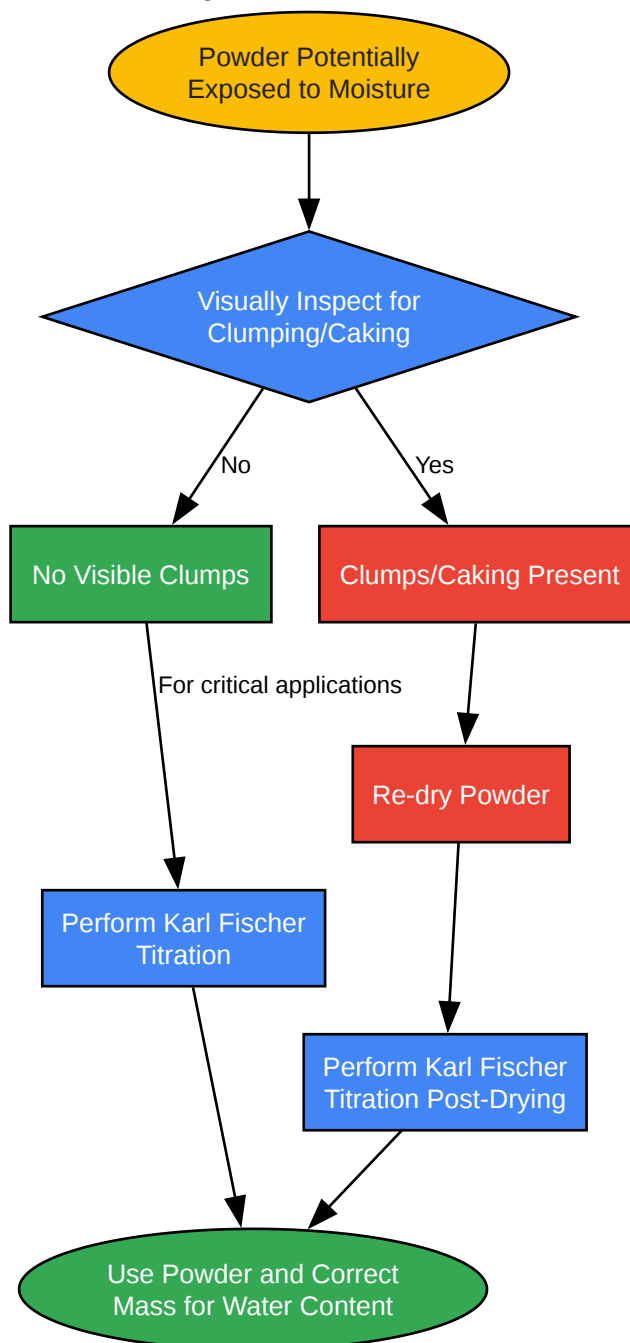 Powder Potentially
Exposed to Moisture
Visually Inspect for
Clumping/Caking
No
Yes
No Visible Clumps
Clumps/Caking Present
For critical applications
Re-dry Powder
Perform Karl Fischer
Titration
Perform Karl Fischer
Titration Post-Drying
Use Powder and Correct
Mass for Water Content